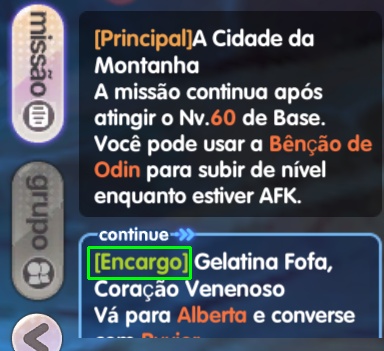 missão
[Principal]A Cidade da
Montanha
A missão continua após
atingir o Nv.60 de Base.
Você pode usar a Bênção de
Odin para subir de nível
enquanto estiver AFK.
grupo
continue
[Encargo] Gelatina Fofa,
Coração Venenoso
Vá para Alberta e converse